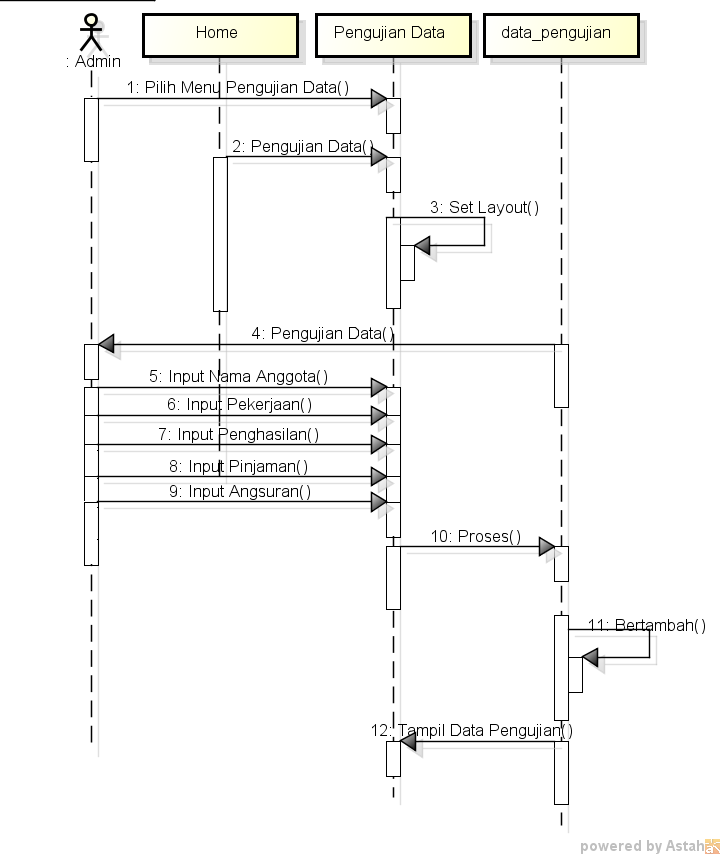 Home
Pengujian Data
data_pengujian
: Admin
1: Pilih Menu Pengujian Data()
2: Pengujian Data()
3: Set Layout()
4: Pengujian Data()
5: Input Nama Anggota()
6: Input Pekerjaan()
7: Input Penghasilan()
8: Input Pinjaman()
9: Input Angsuran()
10: Proses()
11: Bertambah()
12: Tampil Data Pengujian()
powered by Astah